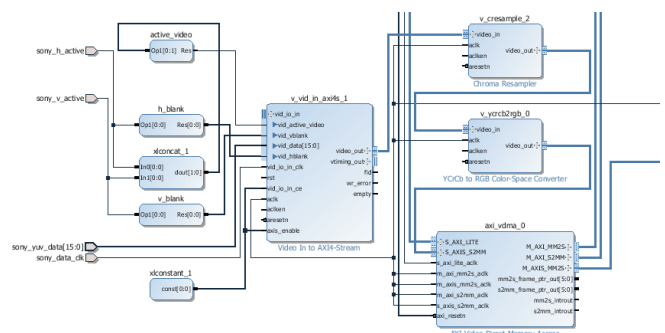 v_cresample_2
video_in
aclk
aclken
aresetn
video_out
Chroma Resampler
active_video
Op1[0:1]
Res
sony_h_active
sony_v_active
h_blank
Op1[0:0]
Res[0:0]
xlconcat_1
In0[0:0]
In1[0:0]
dout[1:0]
v_blank
Op1[0:0]
Res[0:0]
sony_yuv_data[15:0]
sony_data_clk
xlconstant_1
const[0:0]
v_vid_in_axi4s_1
vid_io_in
vid_active_video
vid_vblank
vid_data[15:0]
vid_hblank
vid_io_in_clk
rst
vid_io_in_ce
aclk
aclken
aresetn
axis_enable
video_out
vtiming_out
fid
wr_error
empty
Video In to AXI4-Stream
v_ycrcb2rgb_0
video_in
aclk
aclken
aresetn
video_out
YCrCb to RGB Color-Space Converter
axi_vdma_0
S_AXI_LITE
S_AXIS_S2MM
s_axi_lite_aclk
m_axi_mm2s_aclk
m_axis_mm2s_aclk
m_axi_s2mm_aclk
s_axis_s2mm_aclk
axi_resetn
M_AXI_MM2S
M_AXI_S2MM
M_AXIS_MM2S
mm2s_frame_ptr_out[5:0]
s2mm_frame_ptr_out[5:0]
mm2s_introut
s2mm_introut
AXI Video Direct Memory Access